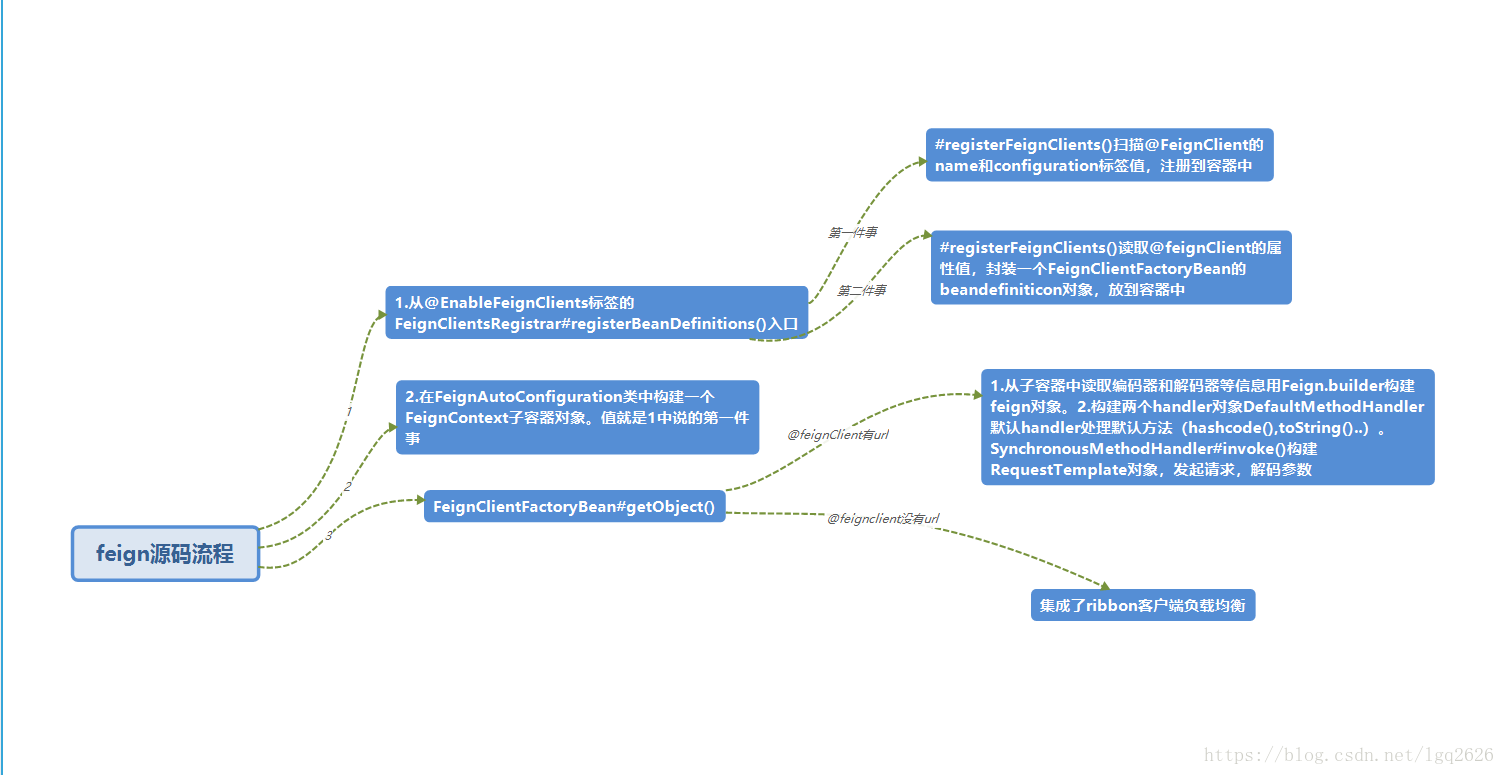 #registerFeignClients()扫描@FeignClient的
name和configuration标签值，注册到容器中
第一件事
#registerFeignClients()读取@feignClient的属
性值，封装一个FeignClientFactoryBean的
beandefiniticon对象，放到容器中
第二件事
1.从@EnableFeignClients标签的
FeignClientsRegistrar#registerBeanDefinitions()入口
1
2.在FeignAutoConfiguration类中构建一个
FeignContext子容器对象。值就是1中说的第一件
事
2
1.从子容器中读取编码器和解码器等信息用Feign.builder构建
feign对象。2.构建两个handler对象DefaultMethodHandler
默认handler处理默认方法（hashcode(),toString()..）。
SynchronousMethodHandler#invoke()构建
RequestTemplate对象，发起请求，解码参数
@feignClient有url
FeignClientFactoryBean#getObject()
@feignclient没有url
3
feign源码流程
集成了ribbon客户端负载均衡
https://blog.csdn.net/lgq2626